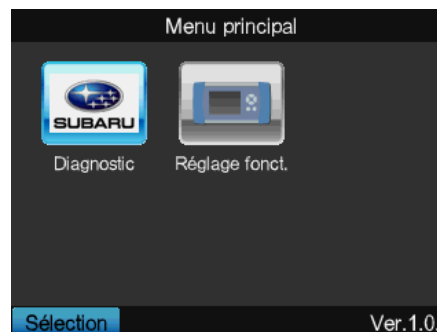 Menu principal
SUBARU
Diagnostic
Réglage fonct.
Sélection
Ver.1.0